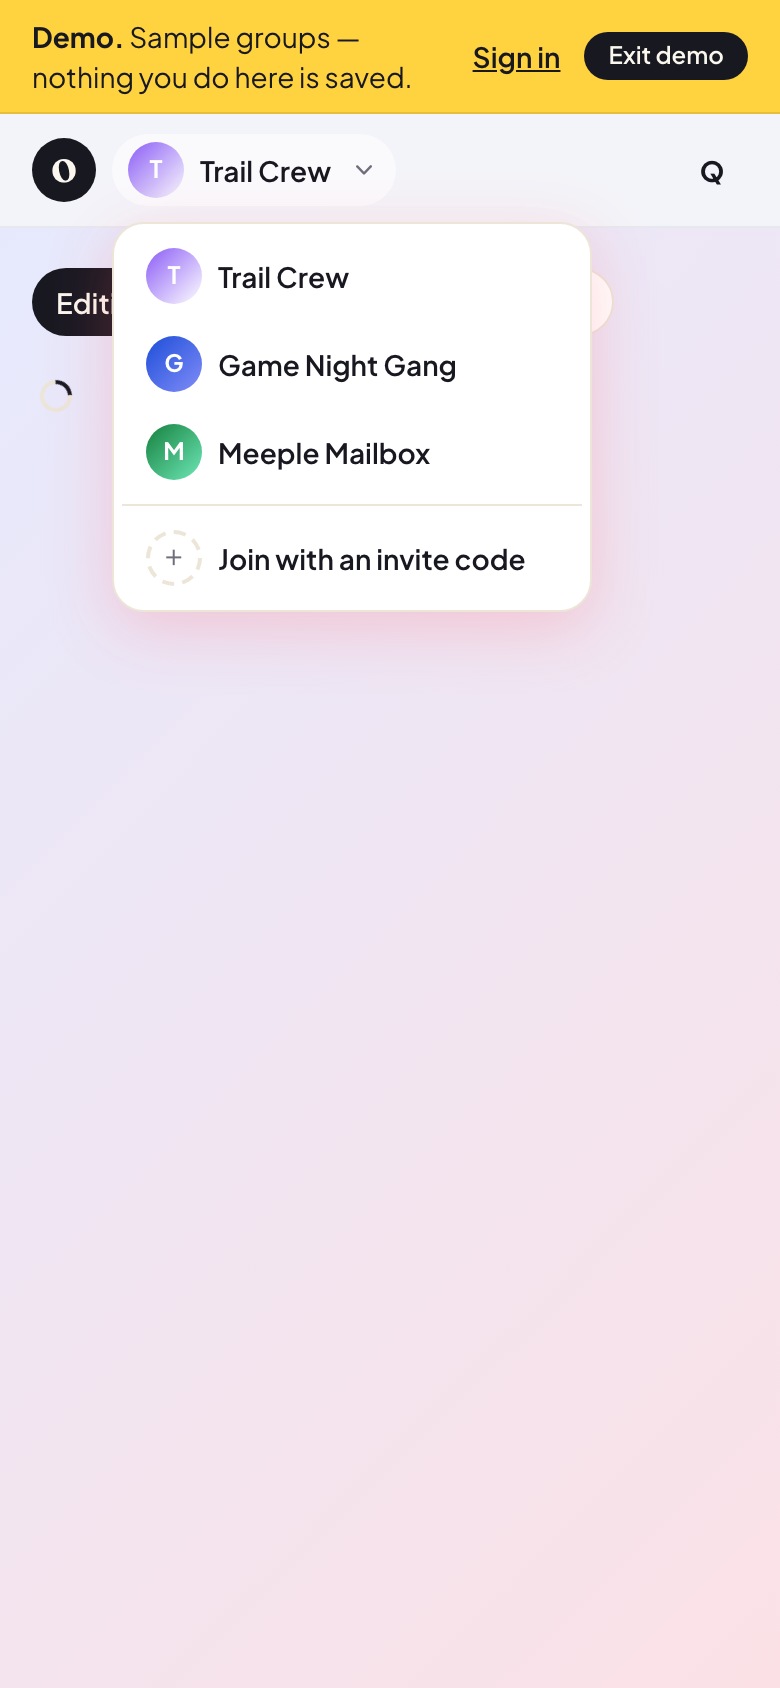 Demo. Sample groups —
nothing you do here is saved.
Sign in
Exit demo
O
T
Trail Crew
Q
T
Trail Crew
G
Game Night Gang
M
Meeple Mailbox
+
Join with an invite code